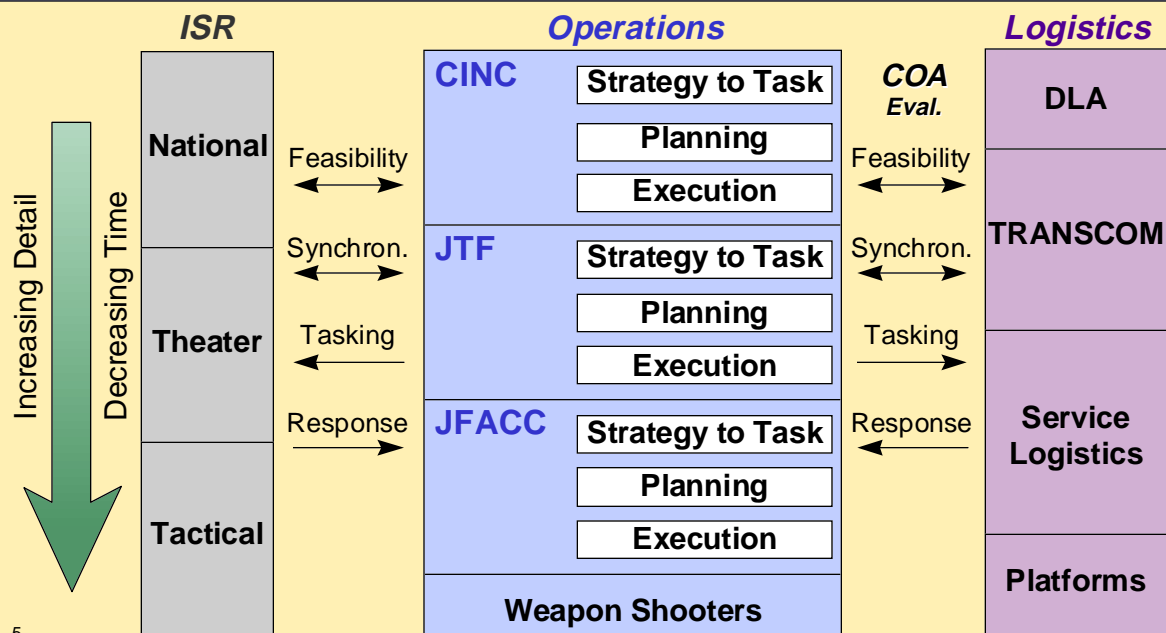 ISR
Operations
Logistics
Increasing Detail
Decreasing Time
National
Theater
Tactical
Feasibility
Synchron.
Tasking
Response
CINC
Strategy to Task
Planning
Execution
JTF
Strategy to Task
Planning
Execution
JFACC
Strategy to Task
Planning
Execution
Weapon Shooters
COA
Eval.
Feasibility
Synchron.
Tasking
Response
DLA
TRANSCOM
Service
Logistics
Platforms
5